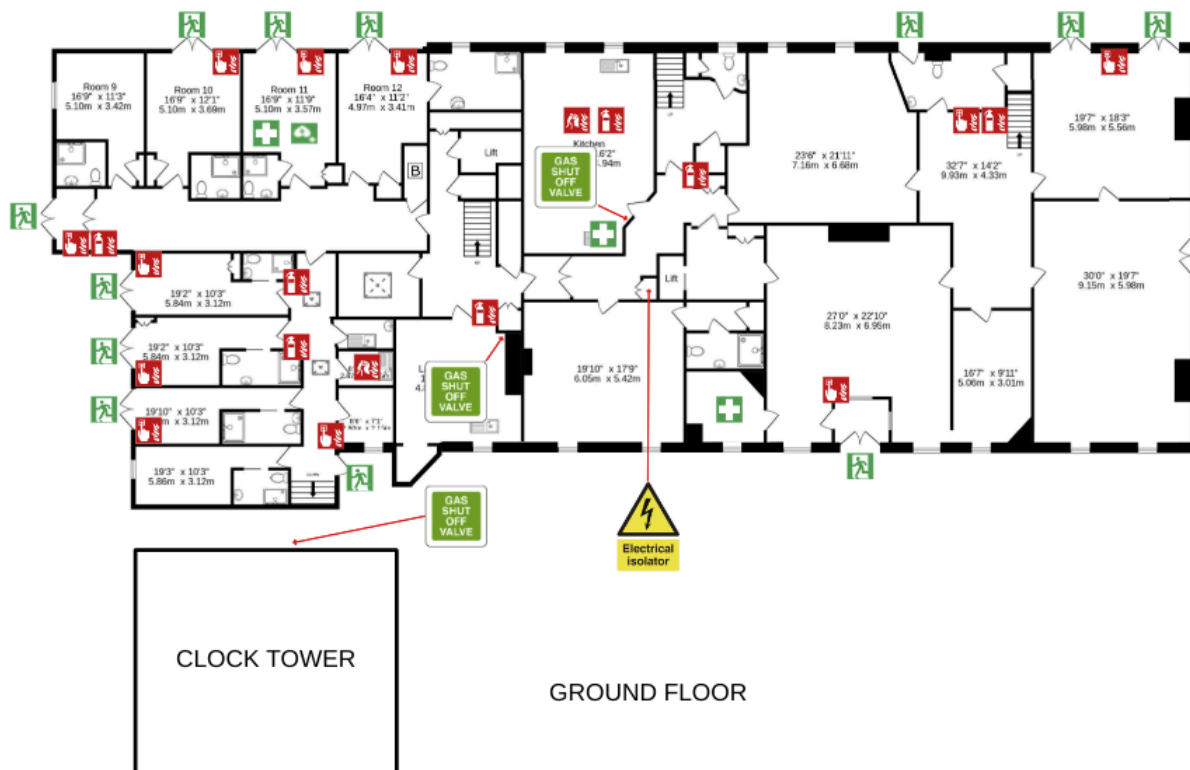 Room 9
16'9" x 11'3"
5.10m x 3.42m
Room 10
16'9" x 12'1"
5.10m x 3.69m
Room 11
16'9" x 11'9"
5.10m x 3.57m
Room 12
16'4" x 11'2"
4.97m x 3.41m
B
Lift
UP
Kitchen
6'2"
.94m
GAS
SHUT
OFF
VALVE
23'6" x 21'11"
7.16m x 6.68m
32'7" x 14'2"
9.93m x 4.33m
19'7" x 18'3"
5.98m x 5.56m
19'2" x 10'3"
5.84m x 3.12m
19'2" x 10'3"
5.84m x 3.12m
19'10" x 10'3"
m x 3.12m
19'3" x 10'3"
5.86m x 3.12m
DOWN
GAS
SHUT
OFF
VALVE
19'10" x 17'9"
6.05m x 5.42m
Lift
27'0" x 22'10"
8.23m x 6.95m
30'0" x 19'7"
9.15m x 5.98m
16'7" x 9'11"
5.06m x 3.01m
GAS
SHUT
OFF
VALVE
Electrical
isolator
CLOCK TOWER
GROUND FLOOR